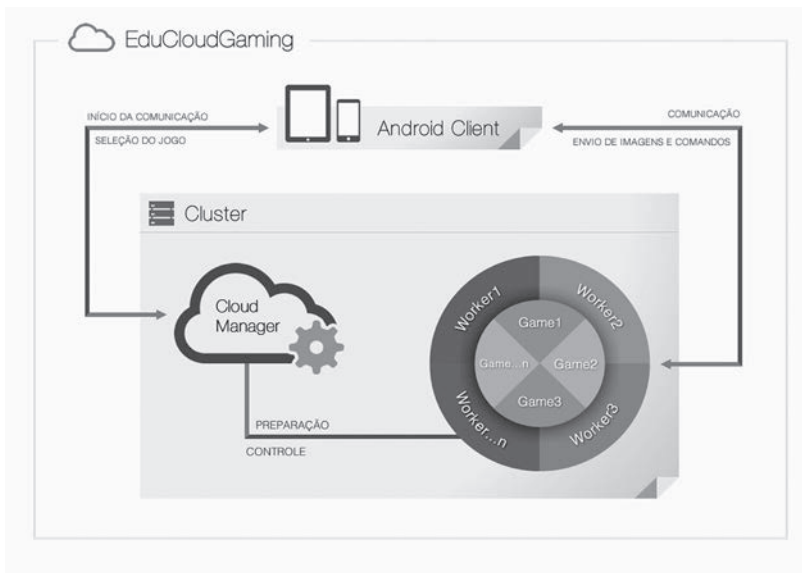 EduCloudGaming
INÍCIO DA COMUNICAÇÃO
SELEÇÃO DO JOGO
Android Client
COMUNICAÇÃO
ENVIO DE IMAGENS E COMANDOS
Cluster
Cloud
Manager
Worker1
Worker2
Game1
Game...n
Game2
Game3
Worker...n
Worker3
PREPARAÇÃO
CONTROLE